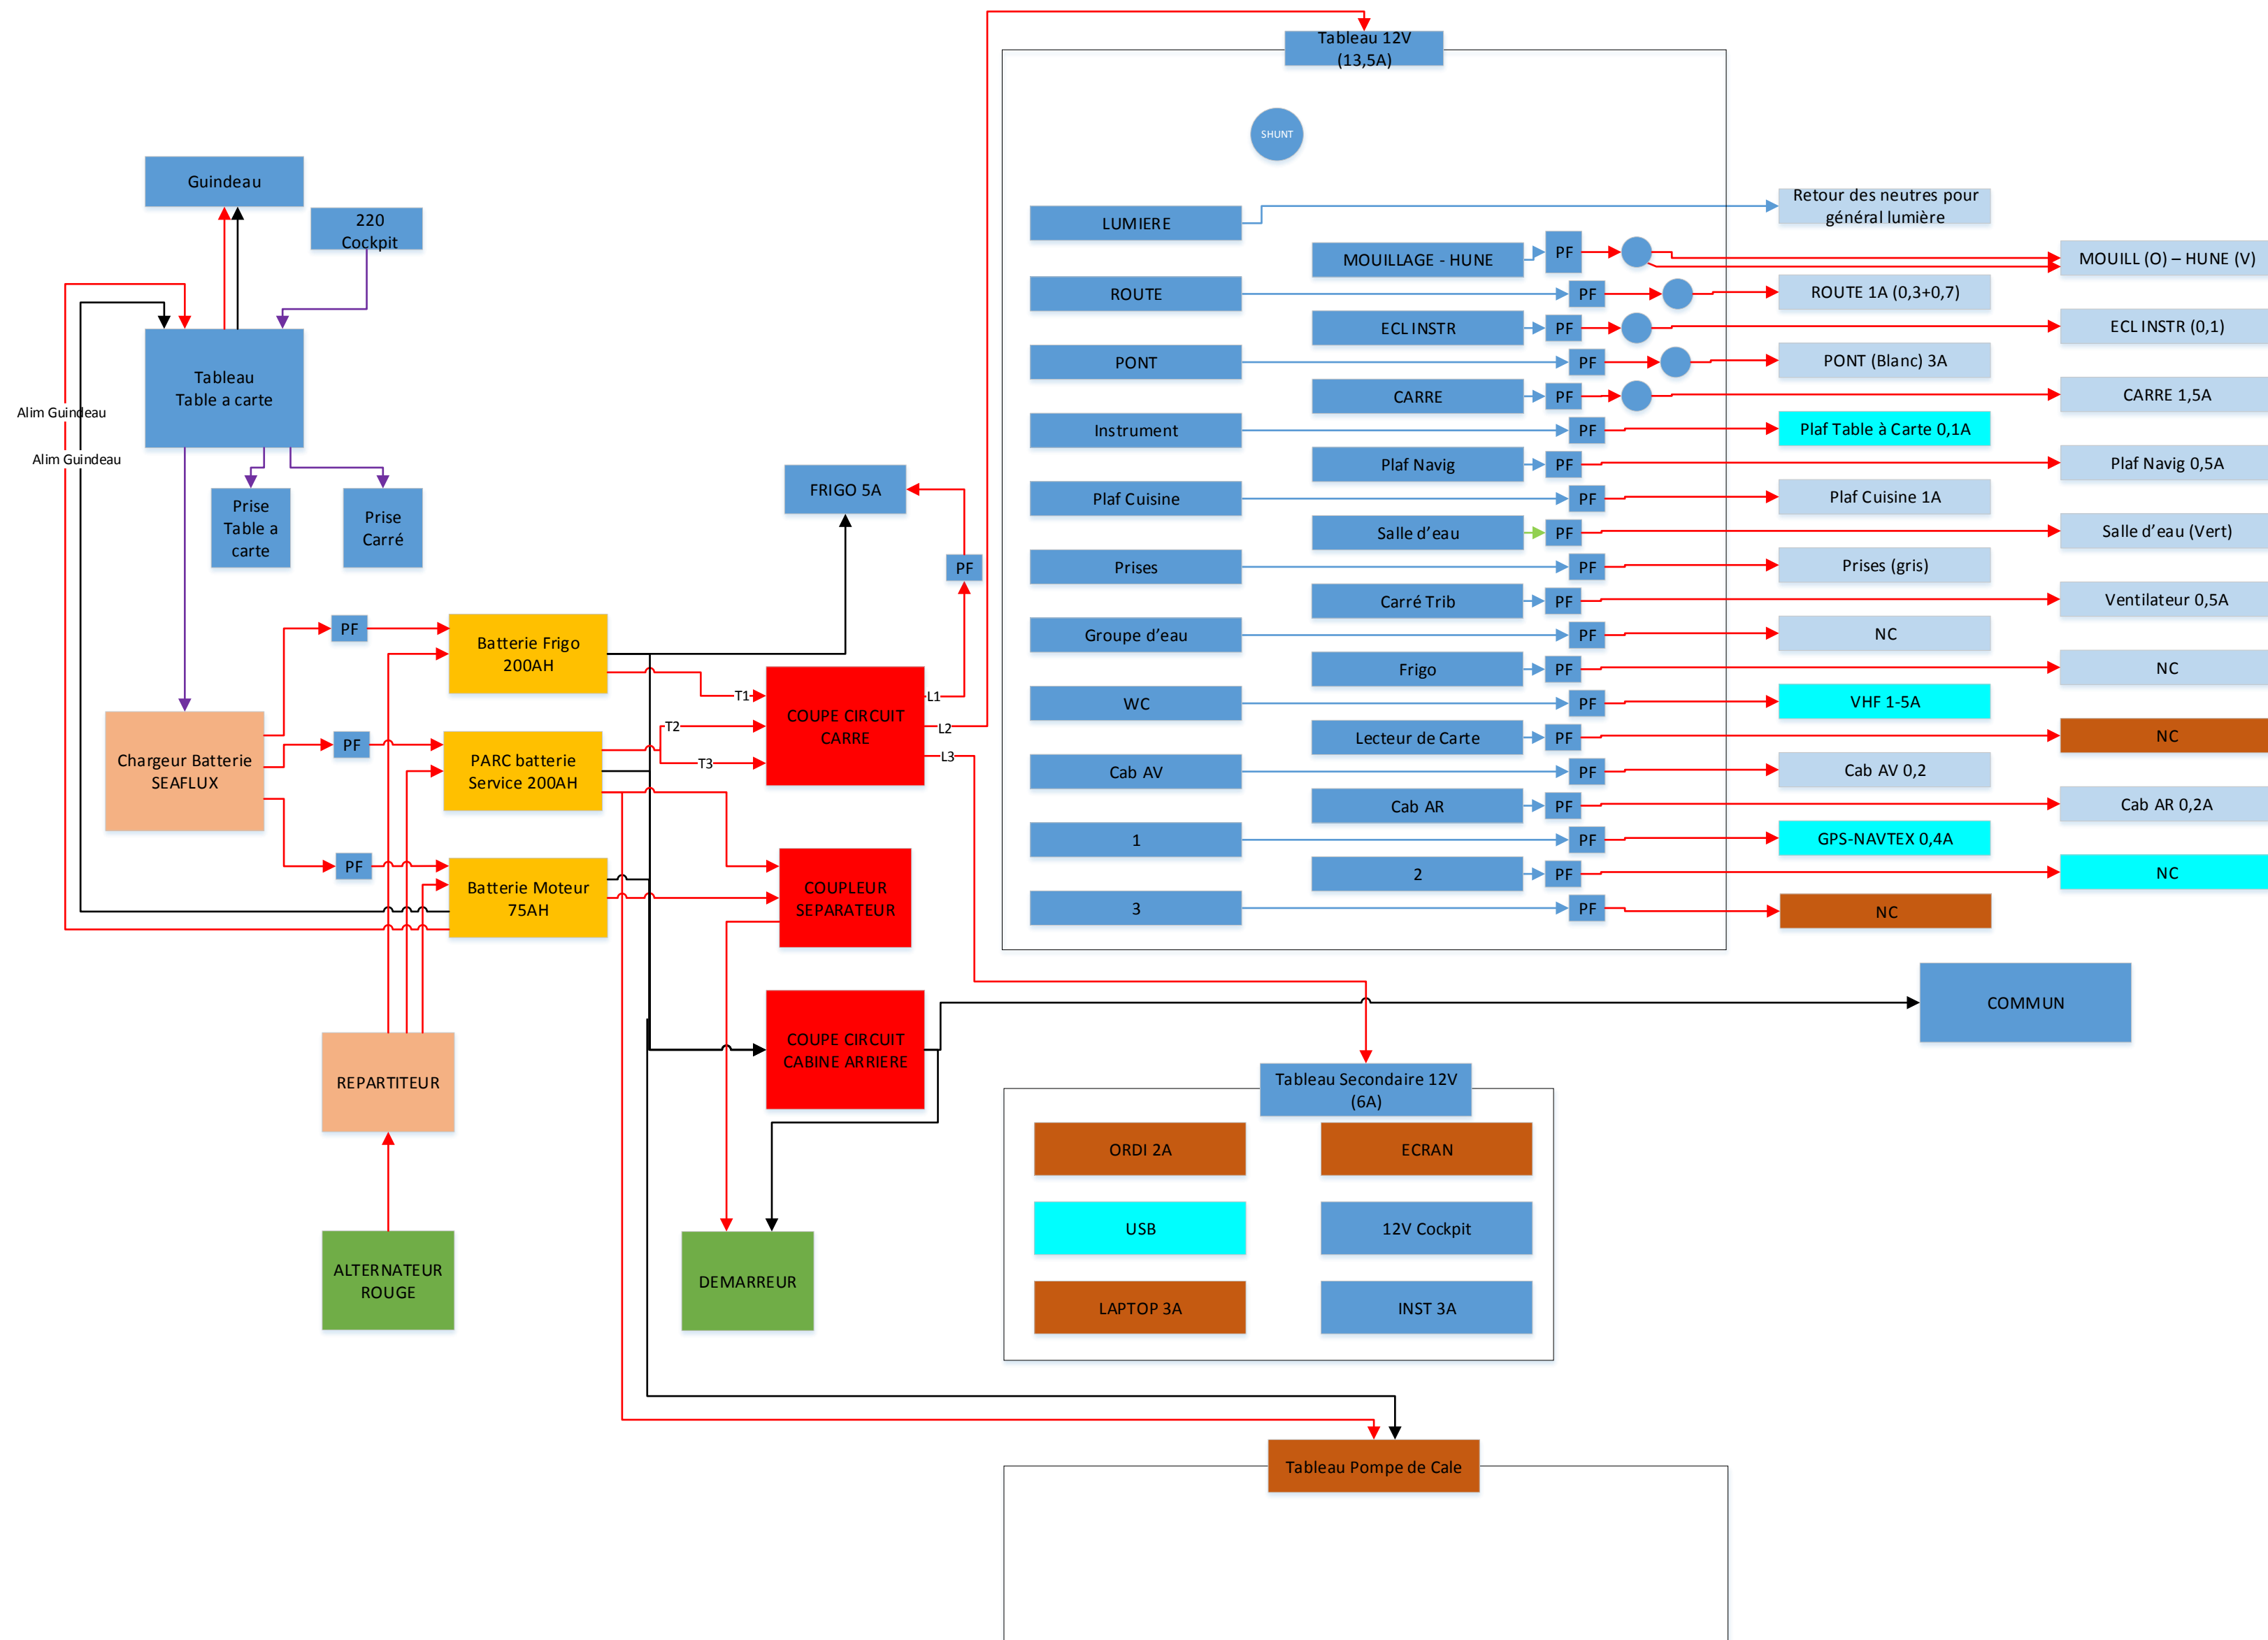 Tableau 12V
(13,5A)
SHUNT
Guindeau
220
Cockpit
Tableau
Table a carte
Alim Guindeau
Alim Guindeau
Prise
Table a
carte
Prise
Carré
FRIGO 5A
PF
PF
Batterie Frigo
200AH
T1
L1
COUPE CIRCUIT
CARRE
T2
L2
T3
L3
Chargeur Batterie
SEAFLUX
PF
PARC batterie
Service 200AH
PF
Batterie Moteur
75AH
COUPLEUR
SEPARATEUR
COUPE CIRCUIT
CABINE ARRIERE
REPARTITEUR
ALTERNATEUR
ROUGE
DEMARREUR
LUMIERE
Retour des neutres pour
général lumière
MOUILLAGE - HUNE
PF
MOUILL (O) – HUNE (V)
ROUTE
PF
ROUTE 1A (0,3+0,7)
ECL INSTR
PF
ECL INSTR (0,1)
PONT
PF
PONT (Blanc) 3A
CARRE
PF
CARRE 1,5A
Instrument
PF
Plaf Table à Carte 0,1A
Plaf Navig
PF
Plaf Navig 0,5A
Plaf Cuisine
PF
Plaf Cuisine 1A
Salle d’eau
PF
Salle d’eau (Vert)
Prises
PF
Prises (gris)
Carré Trib
PF
Ventilateur 0,5A
Groupe d’eau
PF
NC
Frigo
PF
NC
WC
PF
VHF 1-5A
Lecteur de Carte
PF
NC
Cab AV
PF
Cab AV 0,2
Cab AR
PF
Cab AR 0,2A
1
PF
GPS-NAVTEX 0,4A
2
PF
NC
3
PF
NC
COMMUN
Tableau Secondaire 12V
(6A)
ORDI 2A
ECRAN
USB
12V Cockpit
LAPTOP 3A
INST 3A
Tableau Pompe de Cale